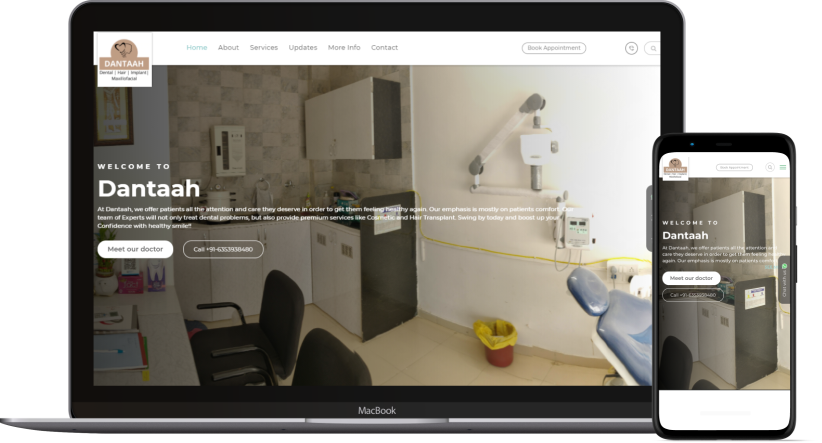 DANTAAH
Dental | Hair | Implant|
Maxillofacial
Home About Services Updates More Info Contact
Book Appointment
WELCOME TO
Dantaah
At Dantaah, we offer patients all the attention and care they deserve in order to get them feeling healthy again. Our emphasis is mostly on patients comfort. Our
team of Experts will not only treat dental problems, but also provide premium services like Cosmetic and Hair Transplant. Swing by today and boost up your
Confidence with healthy smile!!
Meet our doctor
Call +91-6353938480
MacBook
DANTAAH
Book Appointment
WELCOME TO
Dantaah
At Dantaah, we offer patients all the attention and
care they deserve in order to get them feeling healthy
again. Our emphasis is mostly on patients comfort.
Meet our doctor
Call +91-6353938480
Chat with us